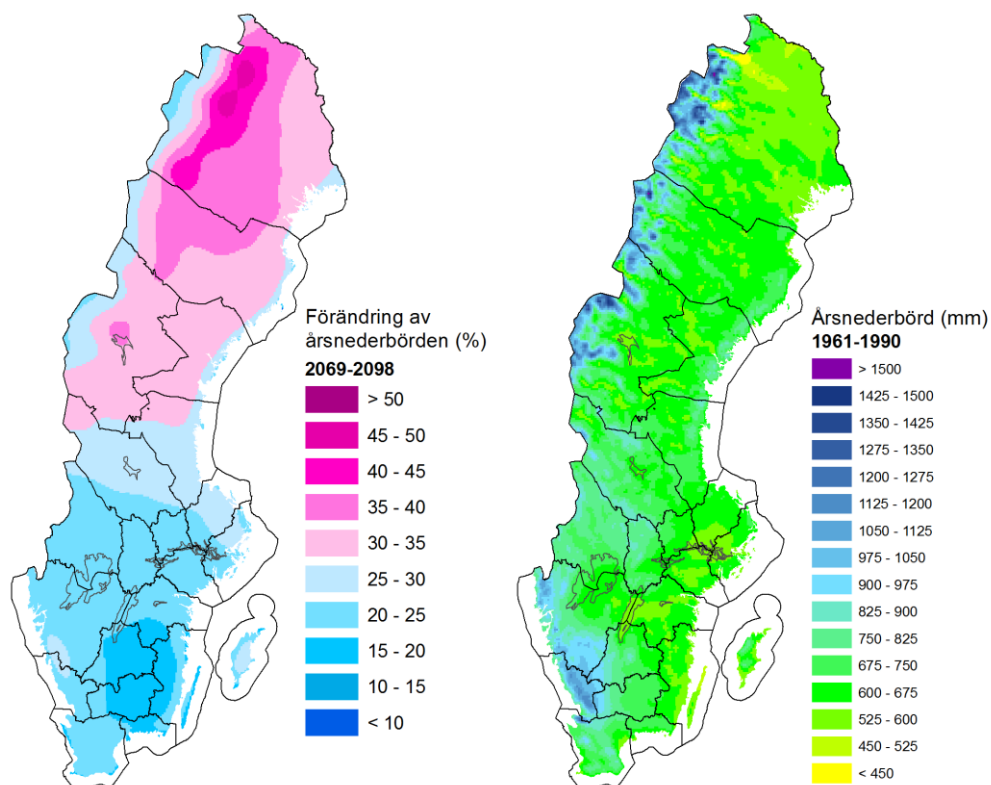 Förändring av
årsnederbörden (%)
2069-2098
> 50
45 - 50
40 - 45
35 - 40
30 - 35
25 - 30
20 - 25
15 - 20
10 - 15
< 10
Årsnederbörd (mm)
1961-1990
> 1500
1425 - 1500
1350 - 1425
1275 - 1350
1200 - 1275
1125 - 1200
1050 - 1125
975 - 1050
900 - 975
825 - 900
750 - 825
675 - 750
600 - 675
525 - 600
450 - 525
< 450